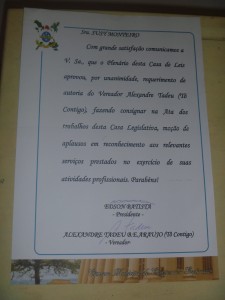 Sra. SUZY MONTEIRO
Com grande satisfação comunicamos a
V. Sa., que o Plenário desta Casa de Leis
aprovou, por unanimidade, requerimento de
autoria do Vereador Alexandre Tadeu (Tô
Contigo), fazendo consignar na Ata dos
trabalhos desta Casa Legislativa, moção de
aplausos em reconhecimento aos relevantes
serviços prestados no exercício de suas
atividades profissionais. Parabéns!
EDSON BATISTA
- Presidente -
ALEXANDRE TADEU B.E.ARAUJO (Tô Contigo)
- Vereador